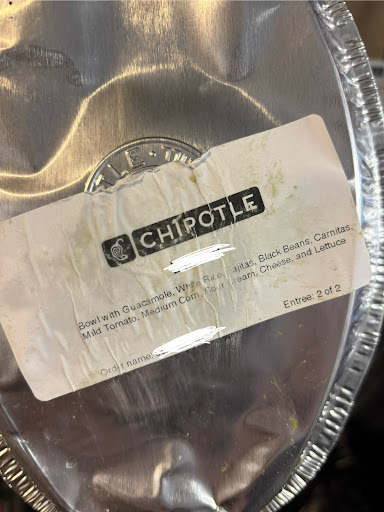 TLE
CHIPOTLE
Bowl with Guacamole, White Rice, Fajitas, Black Beans, Carnitas,
Mild Tomato, Medium Corn, Sour Cream, Cheese, and Lettuce
Entree: 2 of 2
Order name: